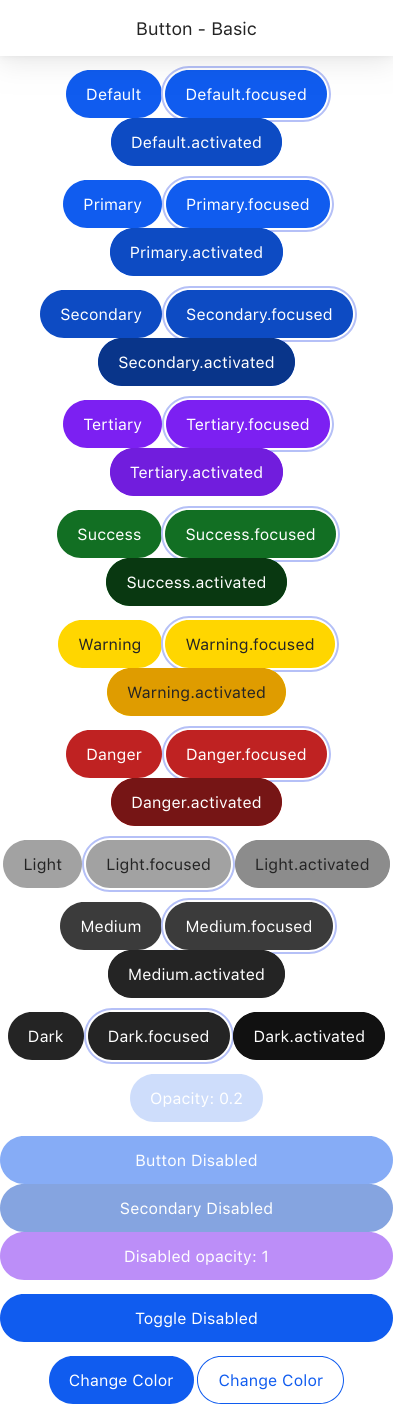 Button - Basic
Default Default.focused
Default.activated
Primary Primary.focused
Primary.activated
Secondary Secondary.focused
Secondary.activated
Tertiary Tertiary.focused
Tertiary.activated
Success Success.focused
Success.activated
Warning Warning.focused
Warning.activated
Danger Danger.focused
Danger.activated
Light Light.focused Light.activated
Medium Medium.focused
Medium.activated
Dark Dark.focused Dark.activated
Opacity: 0.2
Button Disabled
Secondary Disabled
Disabled opacity: 1
Toggle Disabled
Change Color Change Color